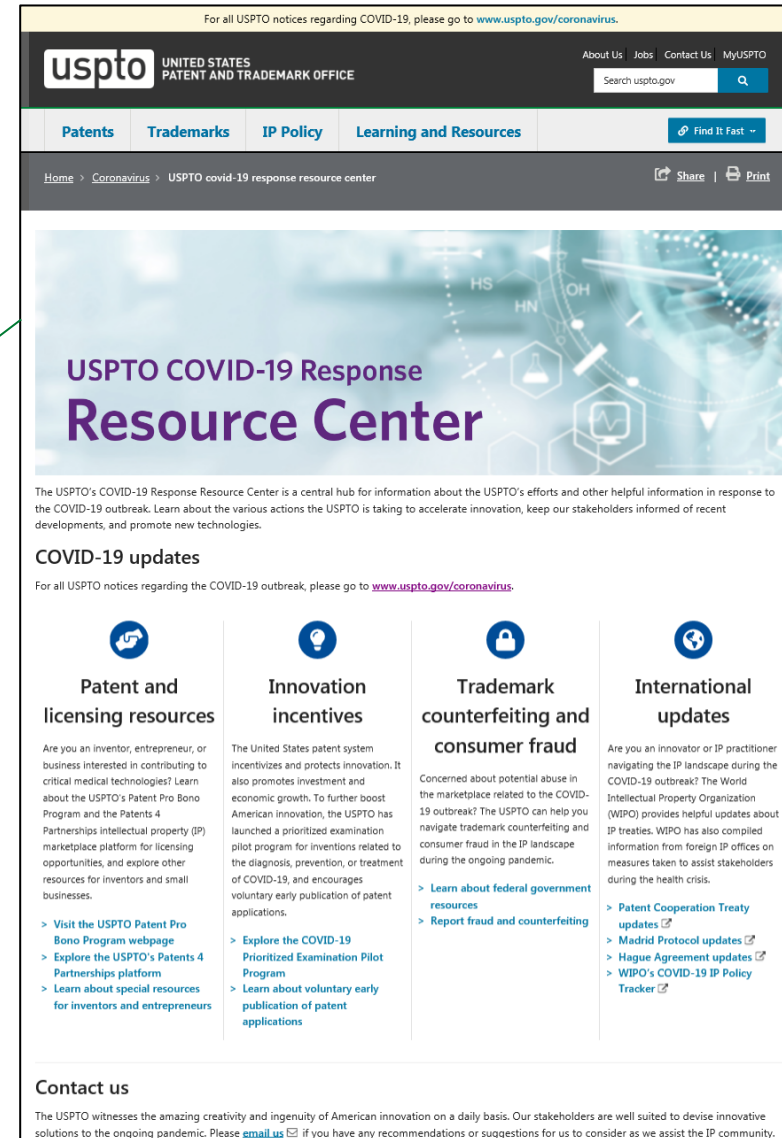 For all USPTO notices regarding COVID-19, please go to www.uspto.gov/coronavirus.
About Us | Jobs | Contact Us | MyUSPTO
uspto
UNITED STATES
PATENT AND TRADEMARK OFFICE
Search uspto.gov
Patents
Trademarks
IP Policy
Learning and Resources
Find It Fast
Home > Coronavirus > USPTO covid-19 response resource center
Share | Print
HS
OH
HN
USPTO COVID-19 Response
Resource Center
The USPTO's COVID-19 Response Resource Center is a central hub for information about the USPTO's efforts and other helpful information in response to
the COVID-19 outbreak. Learn about the various actions the USPTO is taking to accelerate innovation, keep our stakeholders informed of recent
developments, and promote new technologies.
COVID-19 updates
For all USPTO notices regarding the COVID-19 outbreak, please go to www.uspto.gov/coronavirus.
Patent and
licensing resources
Are you an inventor, entrepreneur, or
business interested in contributing to
critical medical technologies? Learn
about the USPTO's Patent Pro Bono
Program and the Patents 4
Partnerships intellectual property (IP)
marketplace platform for licensing
opportunities, and explore other
resources for inventors and small
businesses.
> Visit the USPTO Patent Pro
Bono Program webpage
> Explore the USPTO's Patents 4
Partnerships platform
> Learn about special resources
for inventors and entrepreneurs
Innovation
incentives
The United States patent system
incentivizes and protects innovation. It
also promotes investment and
economic growth. To further boost
American innovation, the USPTO has
launched a prioritized examination
pilot program for inventions related to
the diagnosis, prevention, or treatment
of COVID-19, and encourages
voluntary early publication of patent
applications.
> Explore the COVID-19
Prioritized Examination Pilot
Program
> Learn about voluntary early
publication of patent
applications
Trademark
counterfeiting and
consumer fraud
Concerned about potential abuse in
the marketplace related to the COVID-
19 outbreak? The USPTO can help you
navigate trademark counterfeiting and
consumer fraud in the IP landscape
during the ongoing pandemic.
> Learn about federal government
resources
> Report fraud and counterfeiting
International
updates
Are you an innovator or IP practitioner
navigating the IP landscape during the
COVID-19 outbreak? The World
Intellectual Property Organization
(WIPO) provides helpful updates about
IP treaties. WIPO has also compiled
information from foreign IP offices on
measures taken to assist stakeholders
during the health crisis.
> Patent Cooperation Treaty
updates
> Madrid Protocol updates
> Hague Agreement updates
> WIPO's COVID-19 IP Policy
Tracker
Contact us
The USPTO witnesses the amazing creativity and ingenuity of American innovation on a daily basis. Our stakeholders are well suited to devise innovative
solutions to the ongoing pandemic. Please email us if you have any recommendations or suggestions for us to consider as we assist the IP community.